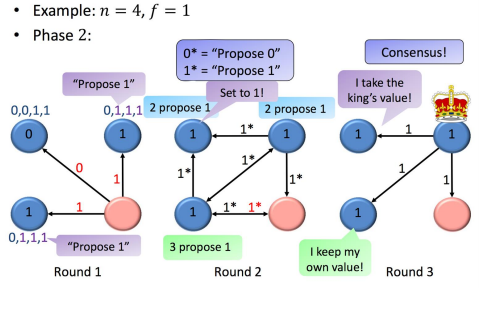 • Example: n = 4, f = 1
• Phase 2:
0* = "Propose 0"
1* = "Propose 1"
Consensus!
"Propose 1"
Set to 1!
I take the
king's value!
0,0,1,1
0,1,1,1
2 propose 1
2 propose 1
0
1
1
1*
1
1
1
1
0
1
1*
1*
1*
1
1
1
1
1
1* 1*
1
0,1,1,1
"Propose 1"
3 propose 1
I keep my
own value!
Round 1
Round 2
Round 3